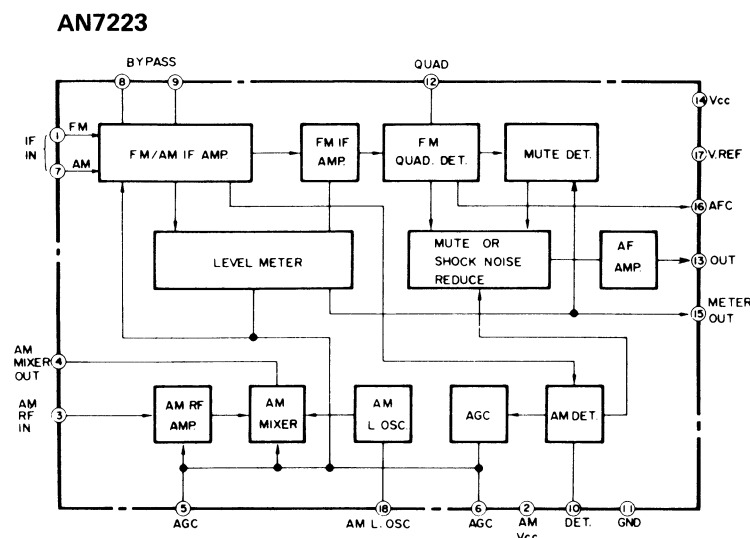 AN7223
BYPASS
QUAD
8
9
12
14 Vcc
IF IN
1 FM
7 AM
FM/AM IF AMP.
FM IF
AMP.
FM
QUAD. DET.
MUTE DET.
17 V.REF
16 AFC
LEVEL METER
MUTE OR
SHOCK NOISE
REDUCE
AF
AMP.
13 OUT
15 METER
OUT
AM
MIXER
OUT
4
AM
RF
IN
3
AM RF
AMP.
AM
MIXER
AM
L OSC.
AGC
AM DET.
5
18
6
2
10
11
AGC
AM L. OSC
AGC
AM
Vcc
DET.
GND